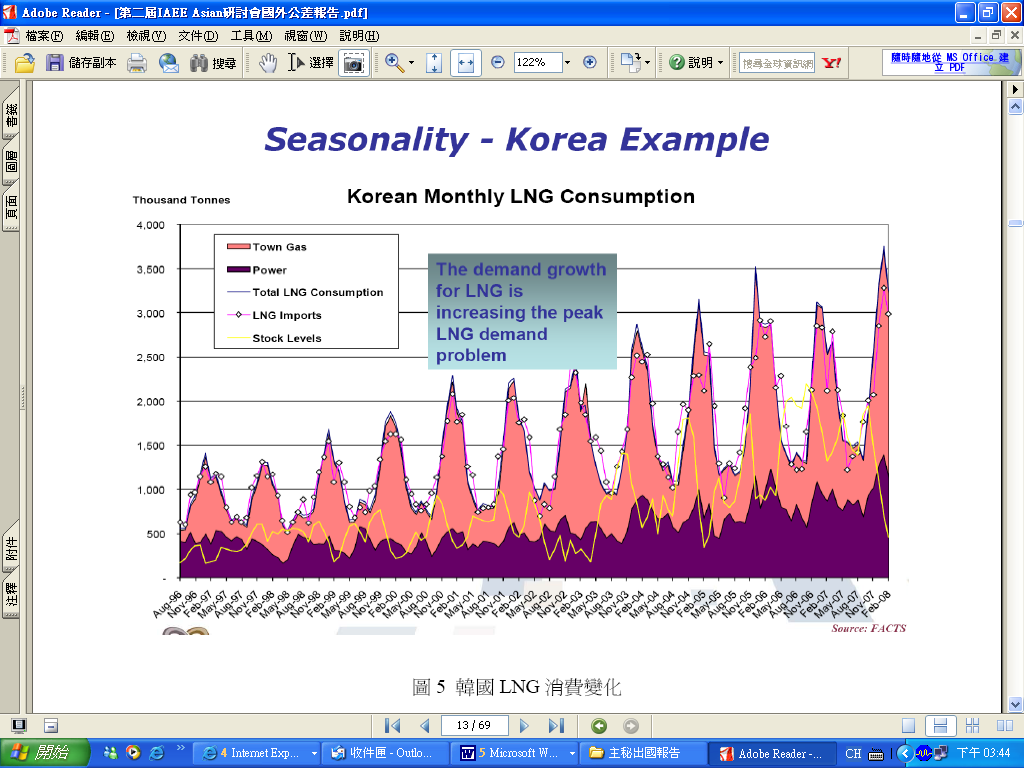 Adobe Reader - [第二屆IAEE Asian研討會國外公差報告.pdf]
檔案(F) 編輯(E) 檢視(V) 文件(D) 工具(M) 視窗(W) 說明(H)
儲存副本 搜尋 選擇 122% 說明 搜尋全球資訊網 Y!
隨時隨地從 MS Office 建
立 PDF
書籤
圖層
頁面
附件
註釋
Seasonality - Korea Example
Korean Monthly LNG Consumption
Thousand Tonnes
4,000
3,500
3,000
2,500
2,000
1,500
1,000
500
-
Town Gas
Power
Total LNG Consumption
LNG Imports
Stock Levels
The demand growth
for LNG is
increasing the peak
LNG demand
problem
Aug-96 Nov-96 Feb-97 May-97 Aug-97 Nov-97 Feb-98 May-98 Aug-98 Nov-98 Feb-99 May-99 Aug-99 Nov-99 Feb-00 May-00 Aug-00 Nov-00 Feb-01 May-01 Aug-01 Nov-01 Feb-02 May-02 Aug-02 Nov-02 Feb-03 May-03 Aug-03 Nov-03 Feb-04 May-04 Aug-04 Nov-04 Feb-05 May-05 Aug-05 Nov-05 Feb-06 May-06 Aug-06 Nov-06 Feb-07 May-07 Aug-07 Nov-07 Feb-08
Source: FACTS
圖 5 韓國 LNG 消費變化
13 / 69
開始 4 Internet Exp... 收件匣 - Outlo... 5 Microsoft W... 主秘出國報告 Adobe Reader -... CH 下午 03:44